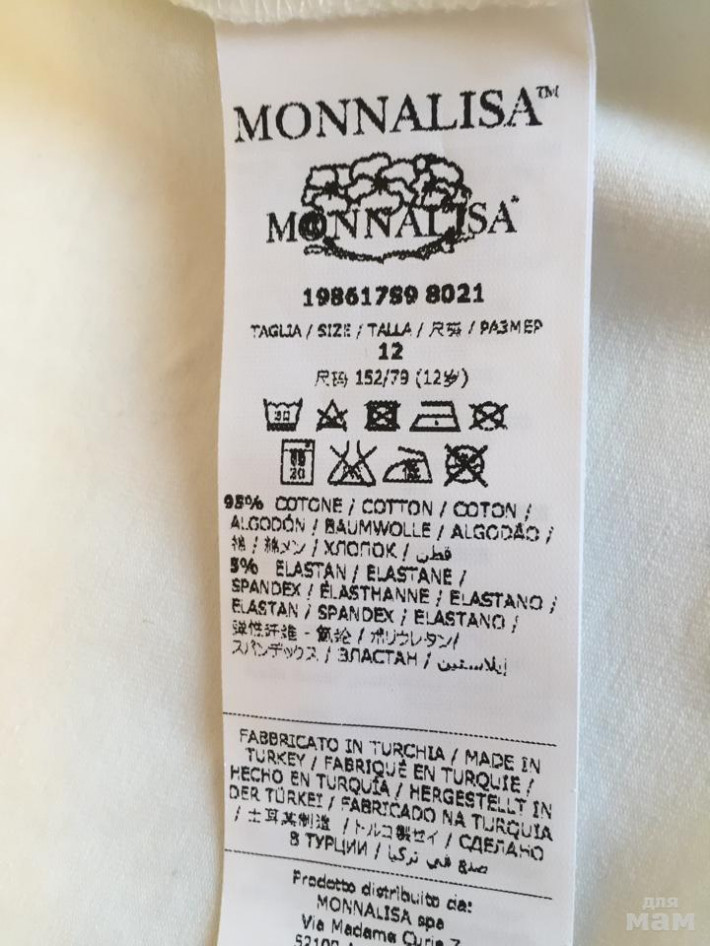 MONNALISA™
MONNALISA
19861789 8021
TAGLIA / SIZE / TALLA / 尺码 / РАЗМЕР
12
尺码 152/79 (12岁)
30
20
95% COTONE / COTTON / COTON /
ALGODÓN / BAUMWOLLE / ALGODÃO /
棉 / 綿メン / ХЛОПОК / قطن
5% ELASTAN / ELASTANE /
SPANDEX / ÉLASTHANNE / ELASTANO /
ELASTAN / SPANDEX / ELASTANO /
弹性纤维 - 氨纶 / ポリウレタン/
スパンデックス / ЭЛАСТАН / إيلاستين
FABBRICATO IN TURCHIA / MADE IN
TURKEY / FABRIQUÉ EN TURQUIE /
HECHO EN TURQUÍA / HERGESTELLT IN
DER TÜRKEI / FABRICADO NA TURQUIA
/ 土耳其制造 / トルコ製セイ / СДЕЛАНО
В ТУРЦИИ / صنع في تركيا
Prodotto distribuito da:
MONNALISA spa
Via Madame Curie 7
52100
для
мам